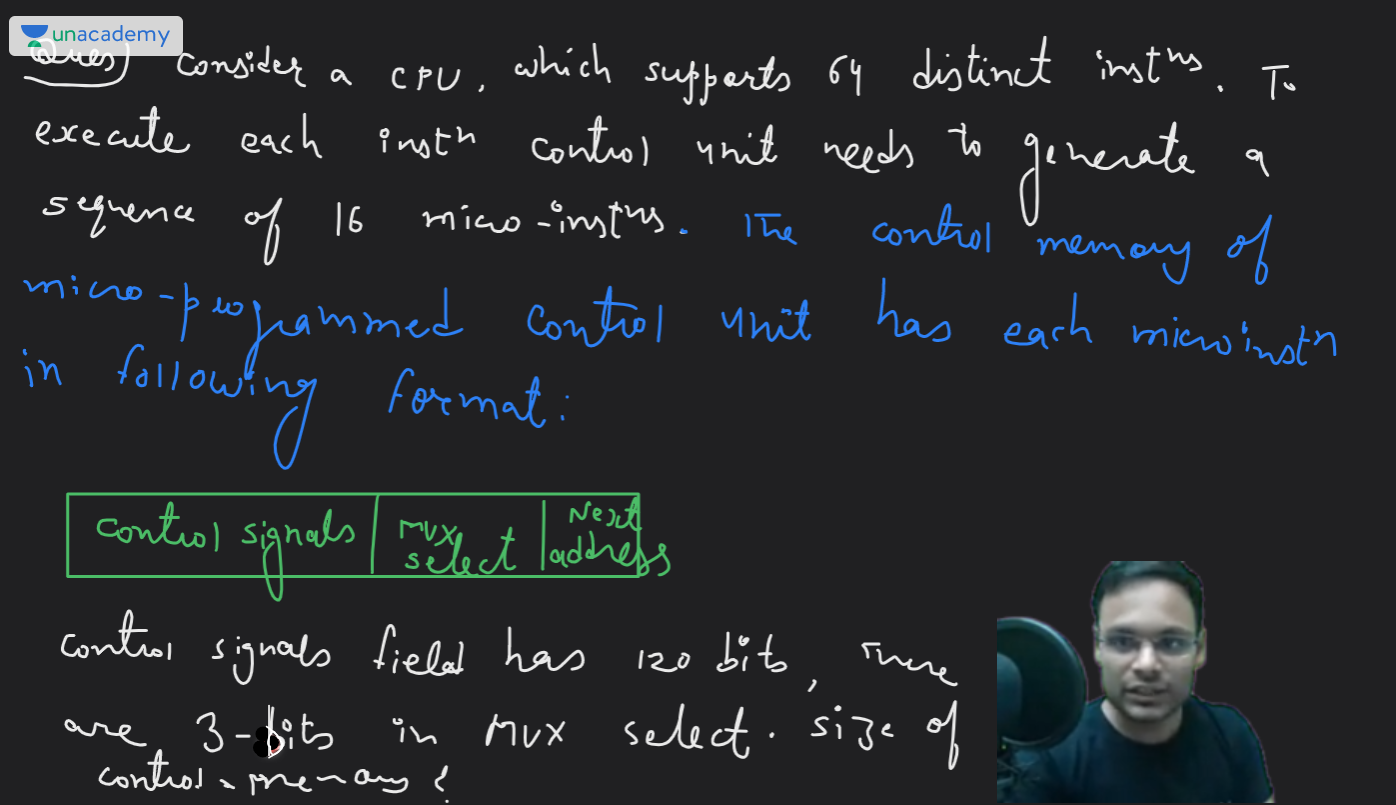 unacademy
Ques) Consider a CPU, which supports 64 distinct instns. To
execute each instn control unit needs to generate a
sequence of 16 micro-instns. The control memory of
micro-programmed control unit has each microinstn
in following format:
Control signals | MUX select | Next address
control signals field has 120 bits, There
are 3-bits in MUX select. size of
control memory ?